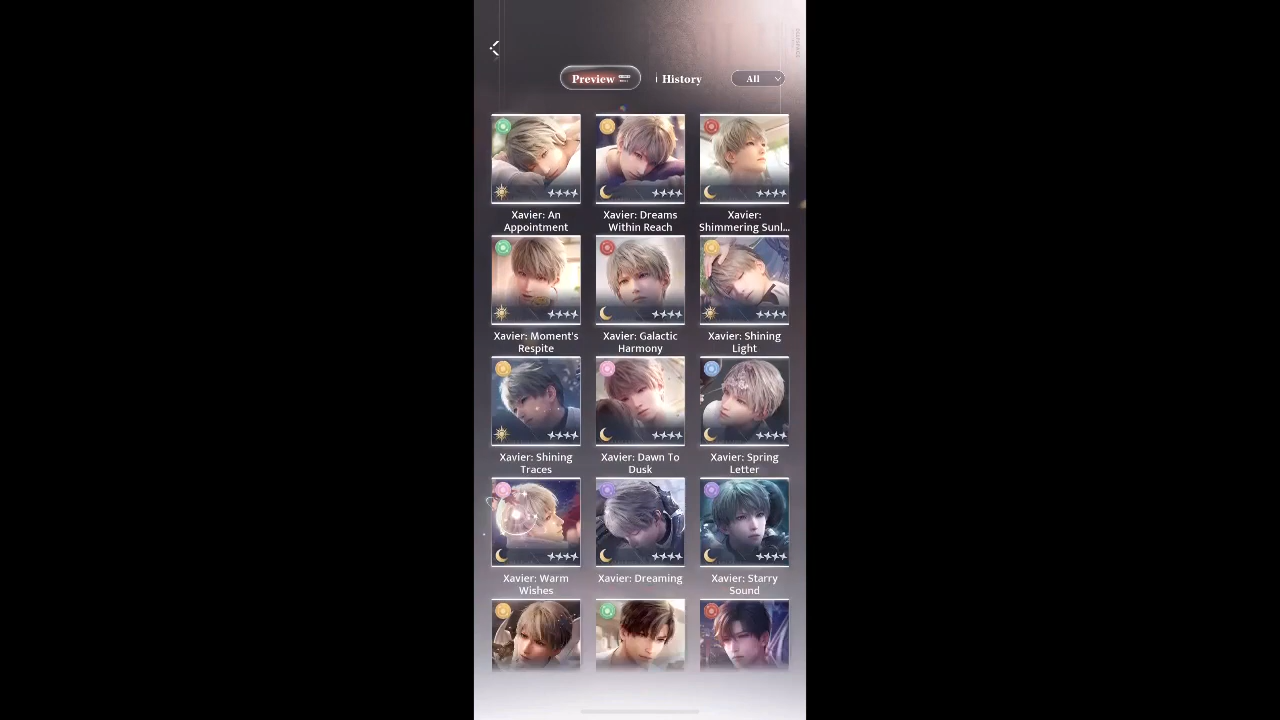 Preview
History
All
Xavier: An
Appointment
Xavier: Dreams
Within Reach
Xavier:
Shimmering Sunl...
Xavier: Moment's
Respite
Xavier: Galactic
Harmony
Xavier: Shining
Light
Xavier: Shining
Traces
Xavier: Dawn To
Dusk
Xavier: Spring
Letter
Xavier: Warm
Wishes
Xavier: Dreaming
Xavier: Starry
Sound